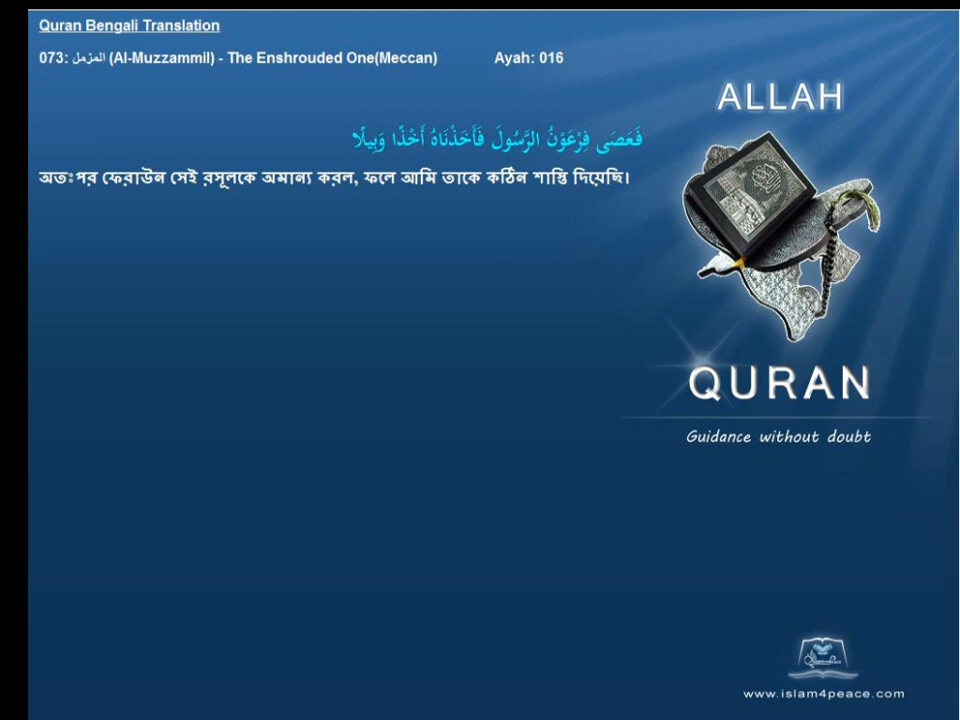 Quran Bengali Translation
073: المزمل (Al-Muzzammil) - The Enshrouded One(Meccan) Ayah: 016
فَعَصَى فِرْعَوْنُ الرَّسُولَ فَأَخَذْنَاهُ أَخْذًا وَبِيلًا
অতঃপর ফেরাউন সেই রসূলকে অমান্য করল, ফলে আমি তাকে কঠিন শাস্তি দিয়েছি।
ALLAH
QURAN
Guidance without doubt
www.islam4peace.com